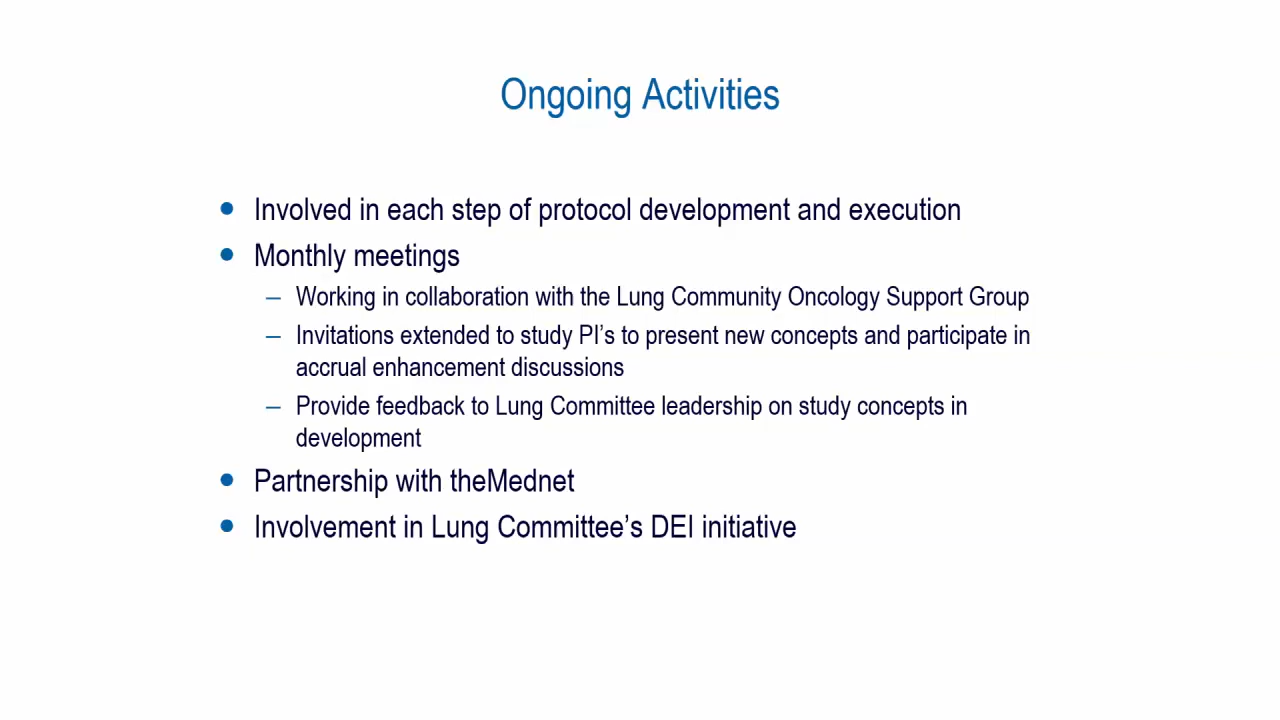 Ongoing Activities
• Involved in each step of protocol development and execution
• Monthly meetings
– Working in collaboration with the Lung Community Oncology Support Group
– Invitations extended to study PI's to present new concepts and participate in
accrual enhancement discussions
– Provide feedback to Lung Committee leadership on study concepts in
development
• Partnership with theMednet
• Involvement in Lung Committee's DEI initiative